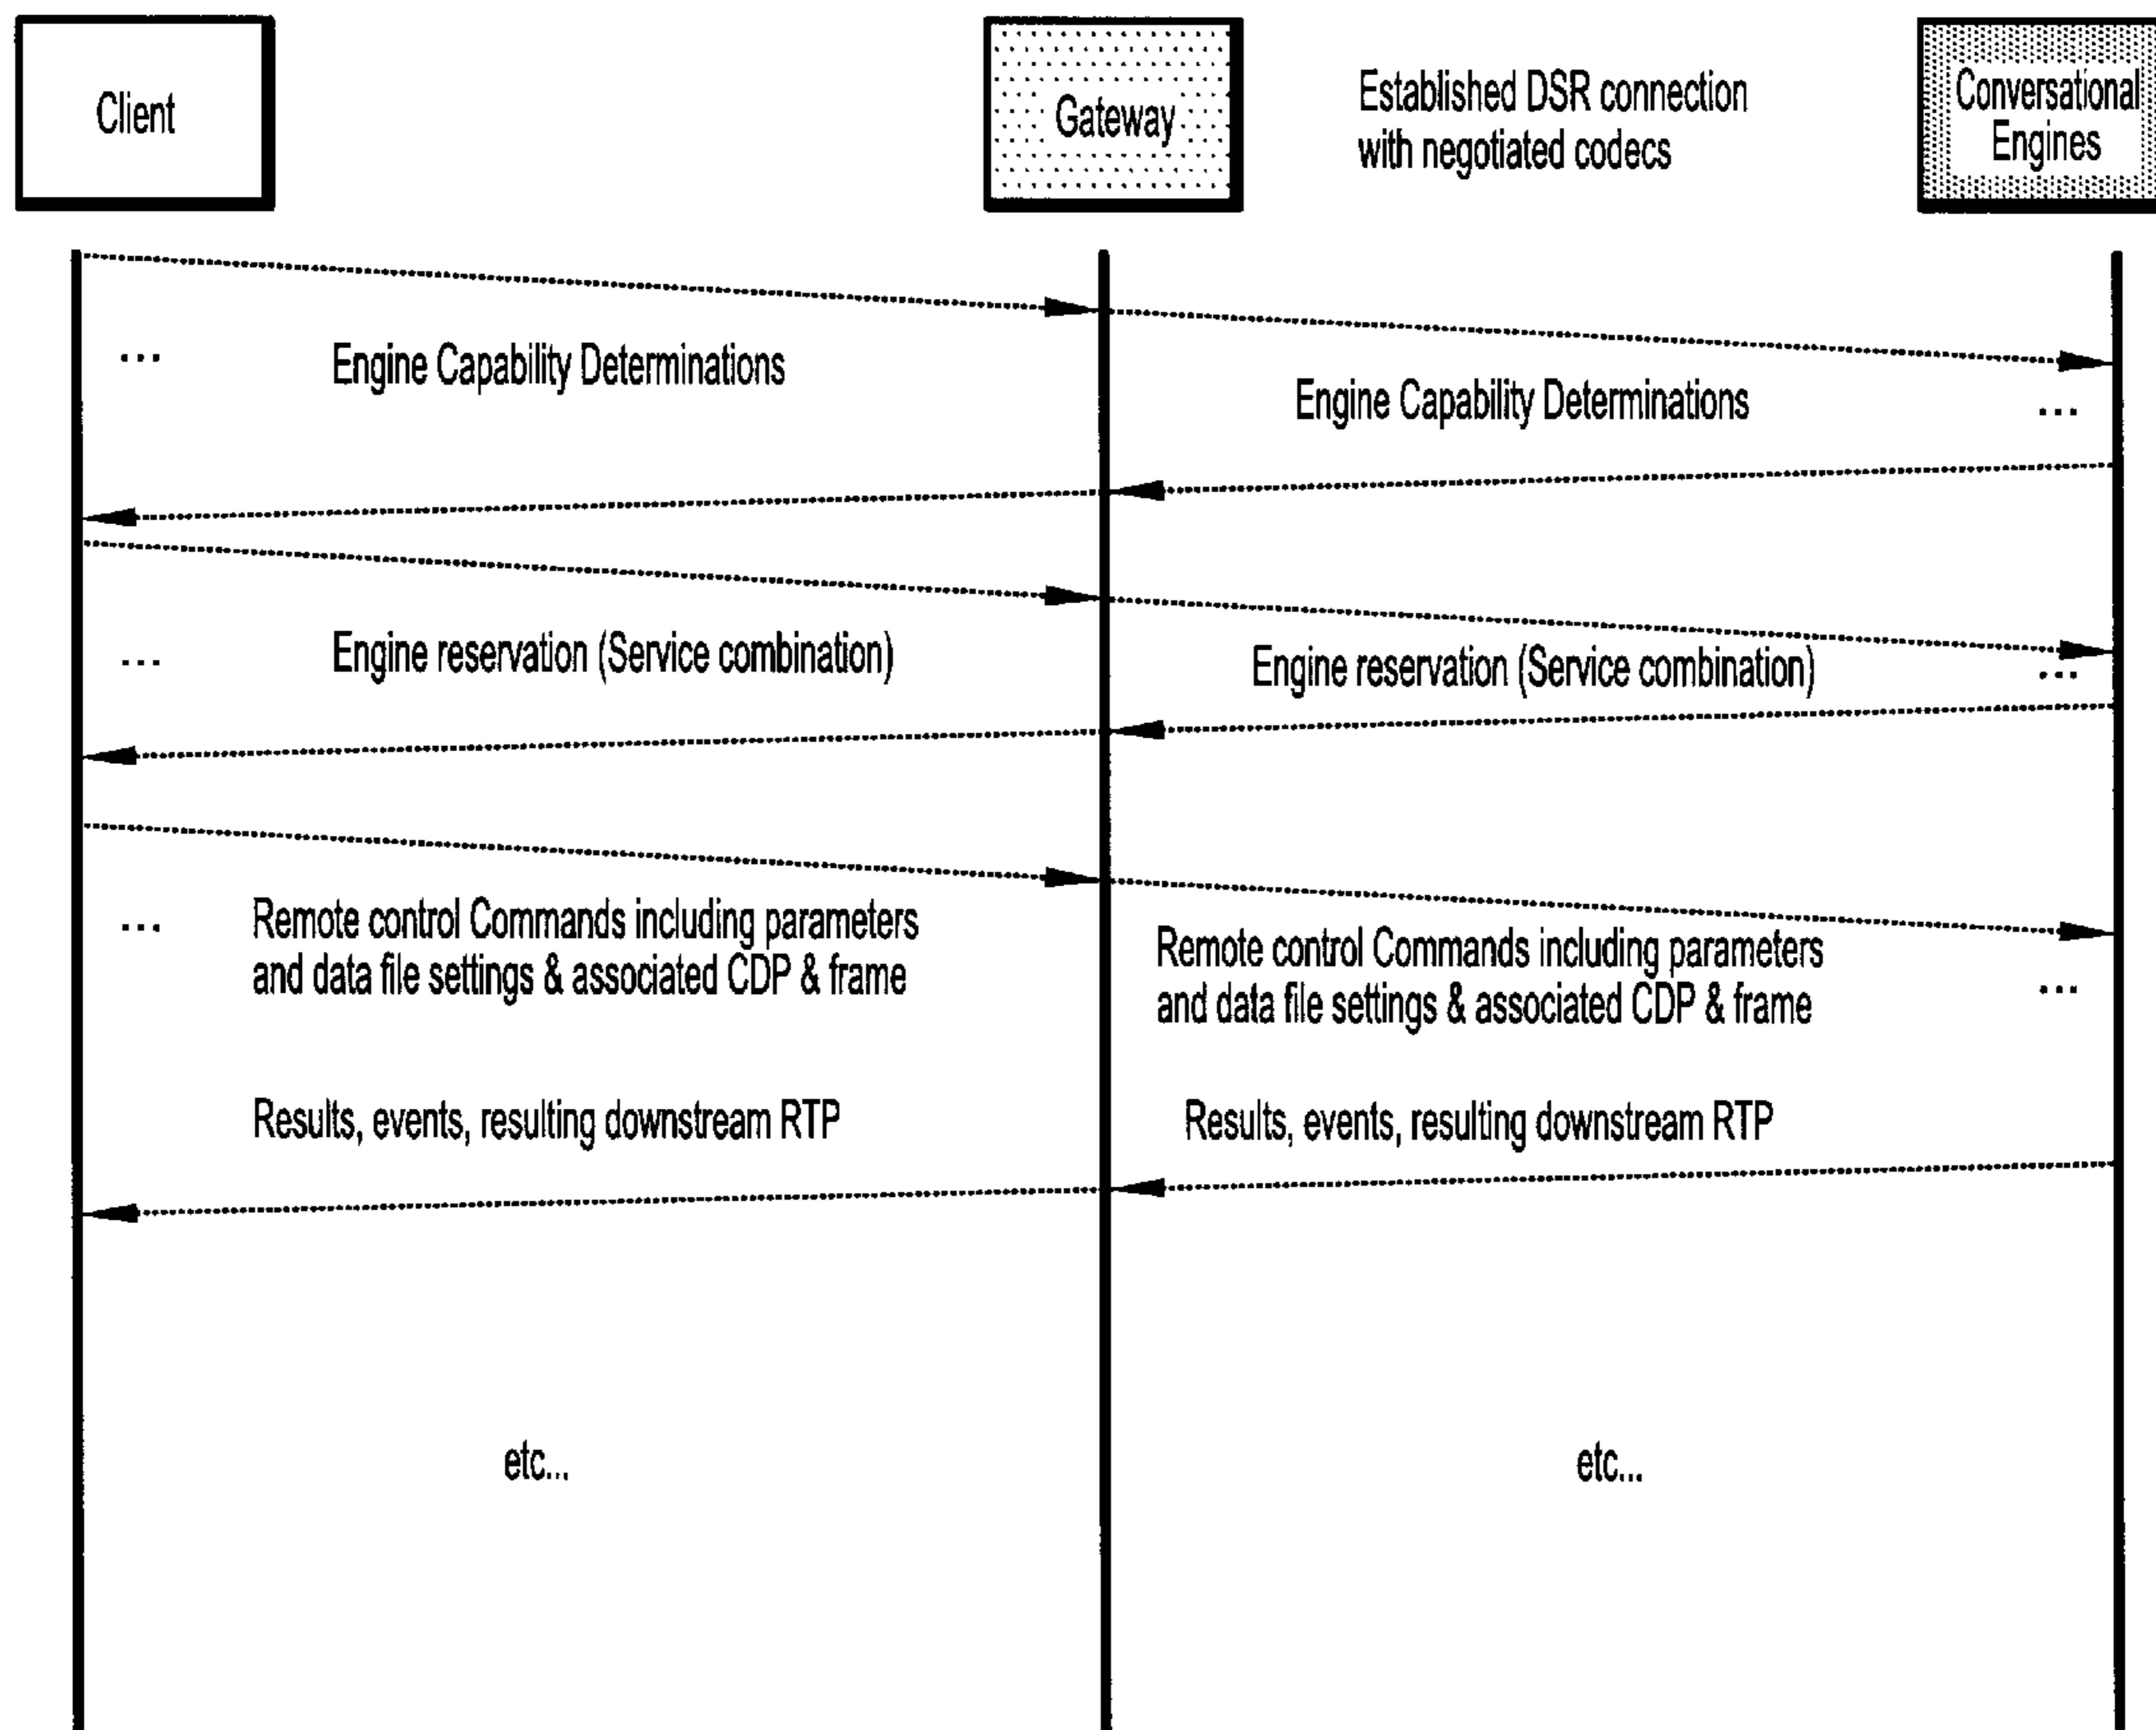 Client
Gateway
Established DSR connection
with negotiated codecs
Conversational
Engines
... Engine Capability Determinations
Engine Capability Determinations ...
... Engine reservation (Service combination)
Engine reservation (Service combination) ...
... Remote control Commands including parameters
and data file settings & associated CDP & frame
Remote control Commands including parameters
and data file settings & associated CDP & frame ...
Results, events, resulting downstream RTP
Results, events, resulting downstream RTP
etc...
etc...